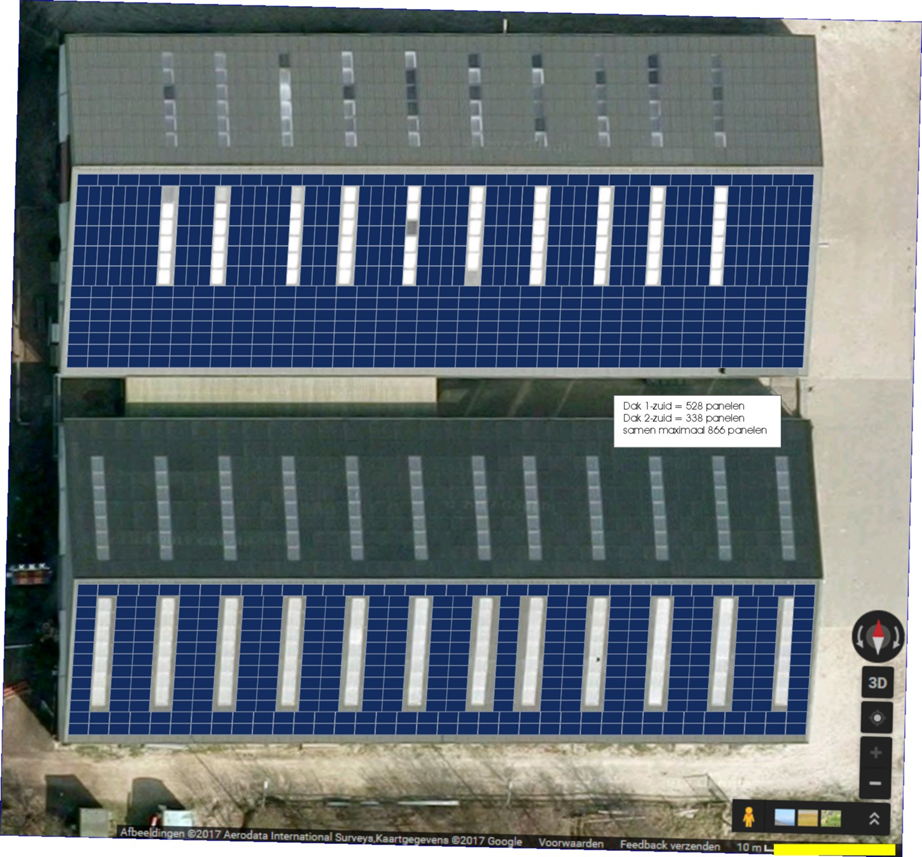 Dak 1-zuid = 528 panelen
Dak 2-zuid = 338 panelen
samen maximaal 866 panelen
3D
Afbeeldingen ©2017 Aerodata International Surveys,Kaartgegevens ©2017 Google Voorwaarden Feedback verzenden 10 m